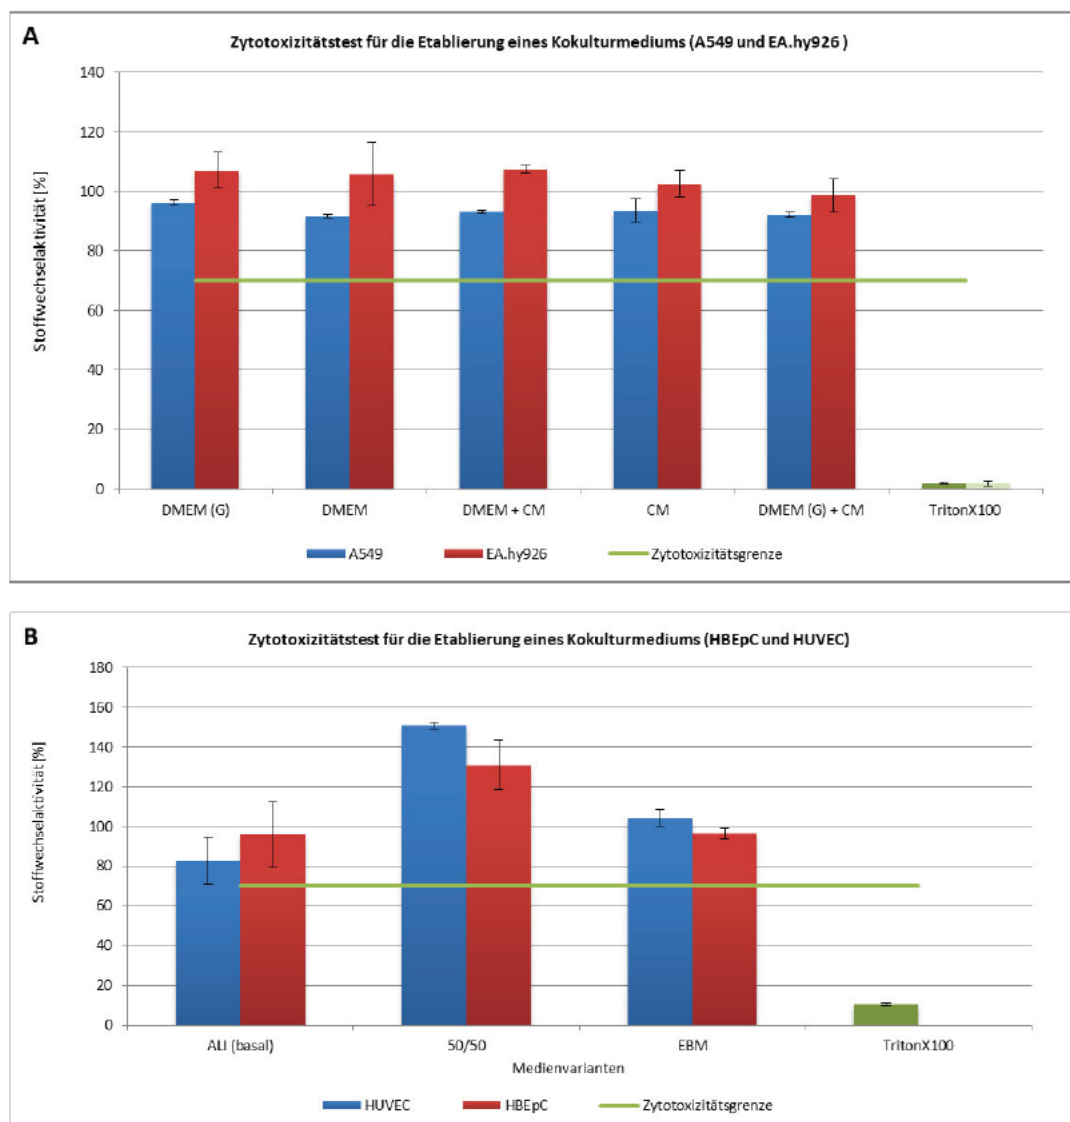 A
Zytotoxizitätstest für die Etablierung eines Kokulturmediums (A549 und EA.hy926 )
Stoffwechselaktivität [%]
140
120
100
80
60
40
20
0
DMEM (G) DMEM DMEM + CM CM DMEM (G) + CM TritonX100
A549 EA.hy926 Zytotoxizitätsgrenze
B
Zytotoxizitätstest für die Etablierung eines Kokulturmediums (HBEpC und HUVEC)
Stoffwechselaktivität [%]
180
160
140
120
100
80
60
40
20
0
ALI (basal) 50/50 EBM TritonX100
Medienvarianten
HUVEC HBEpC Zytotoxizitätsgrenze